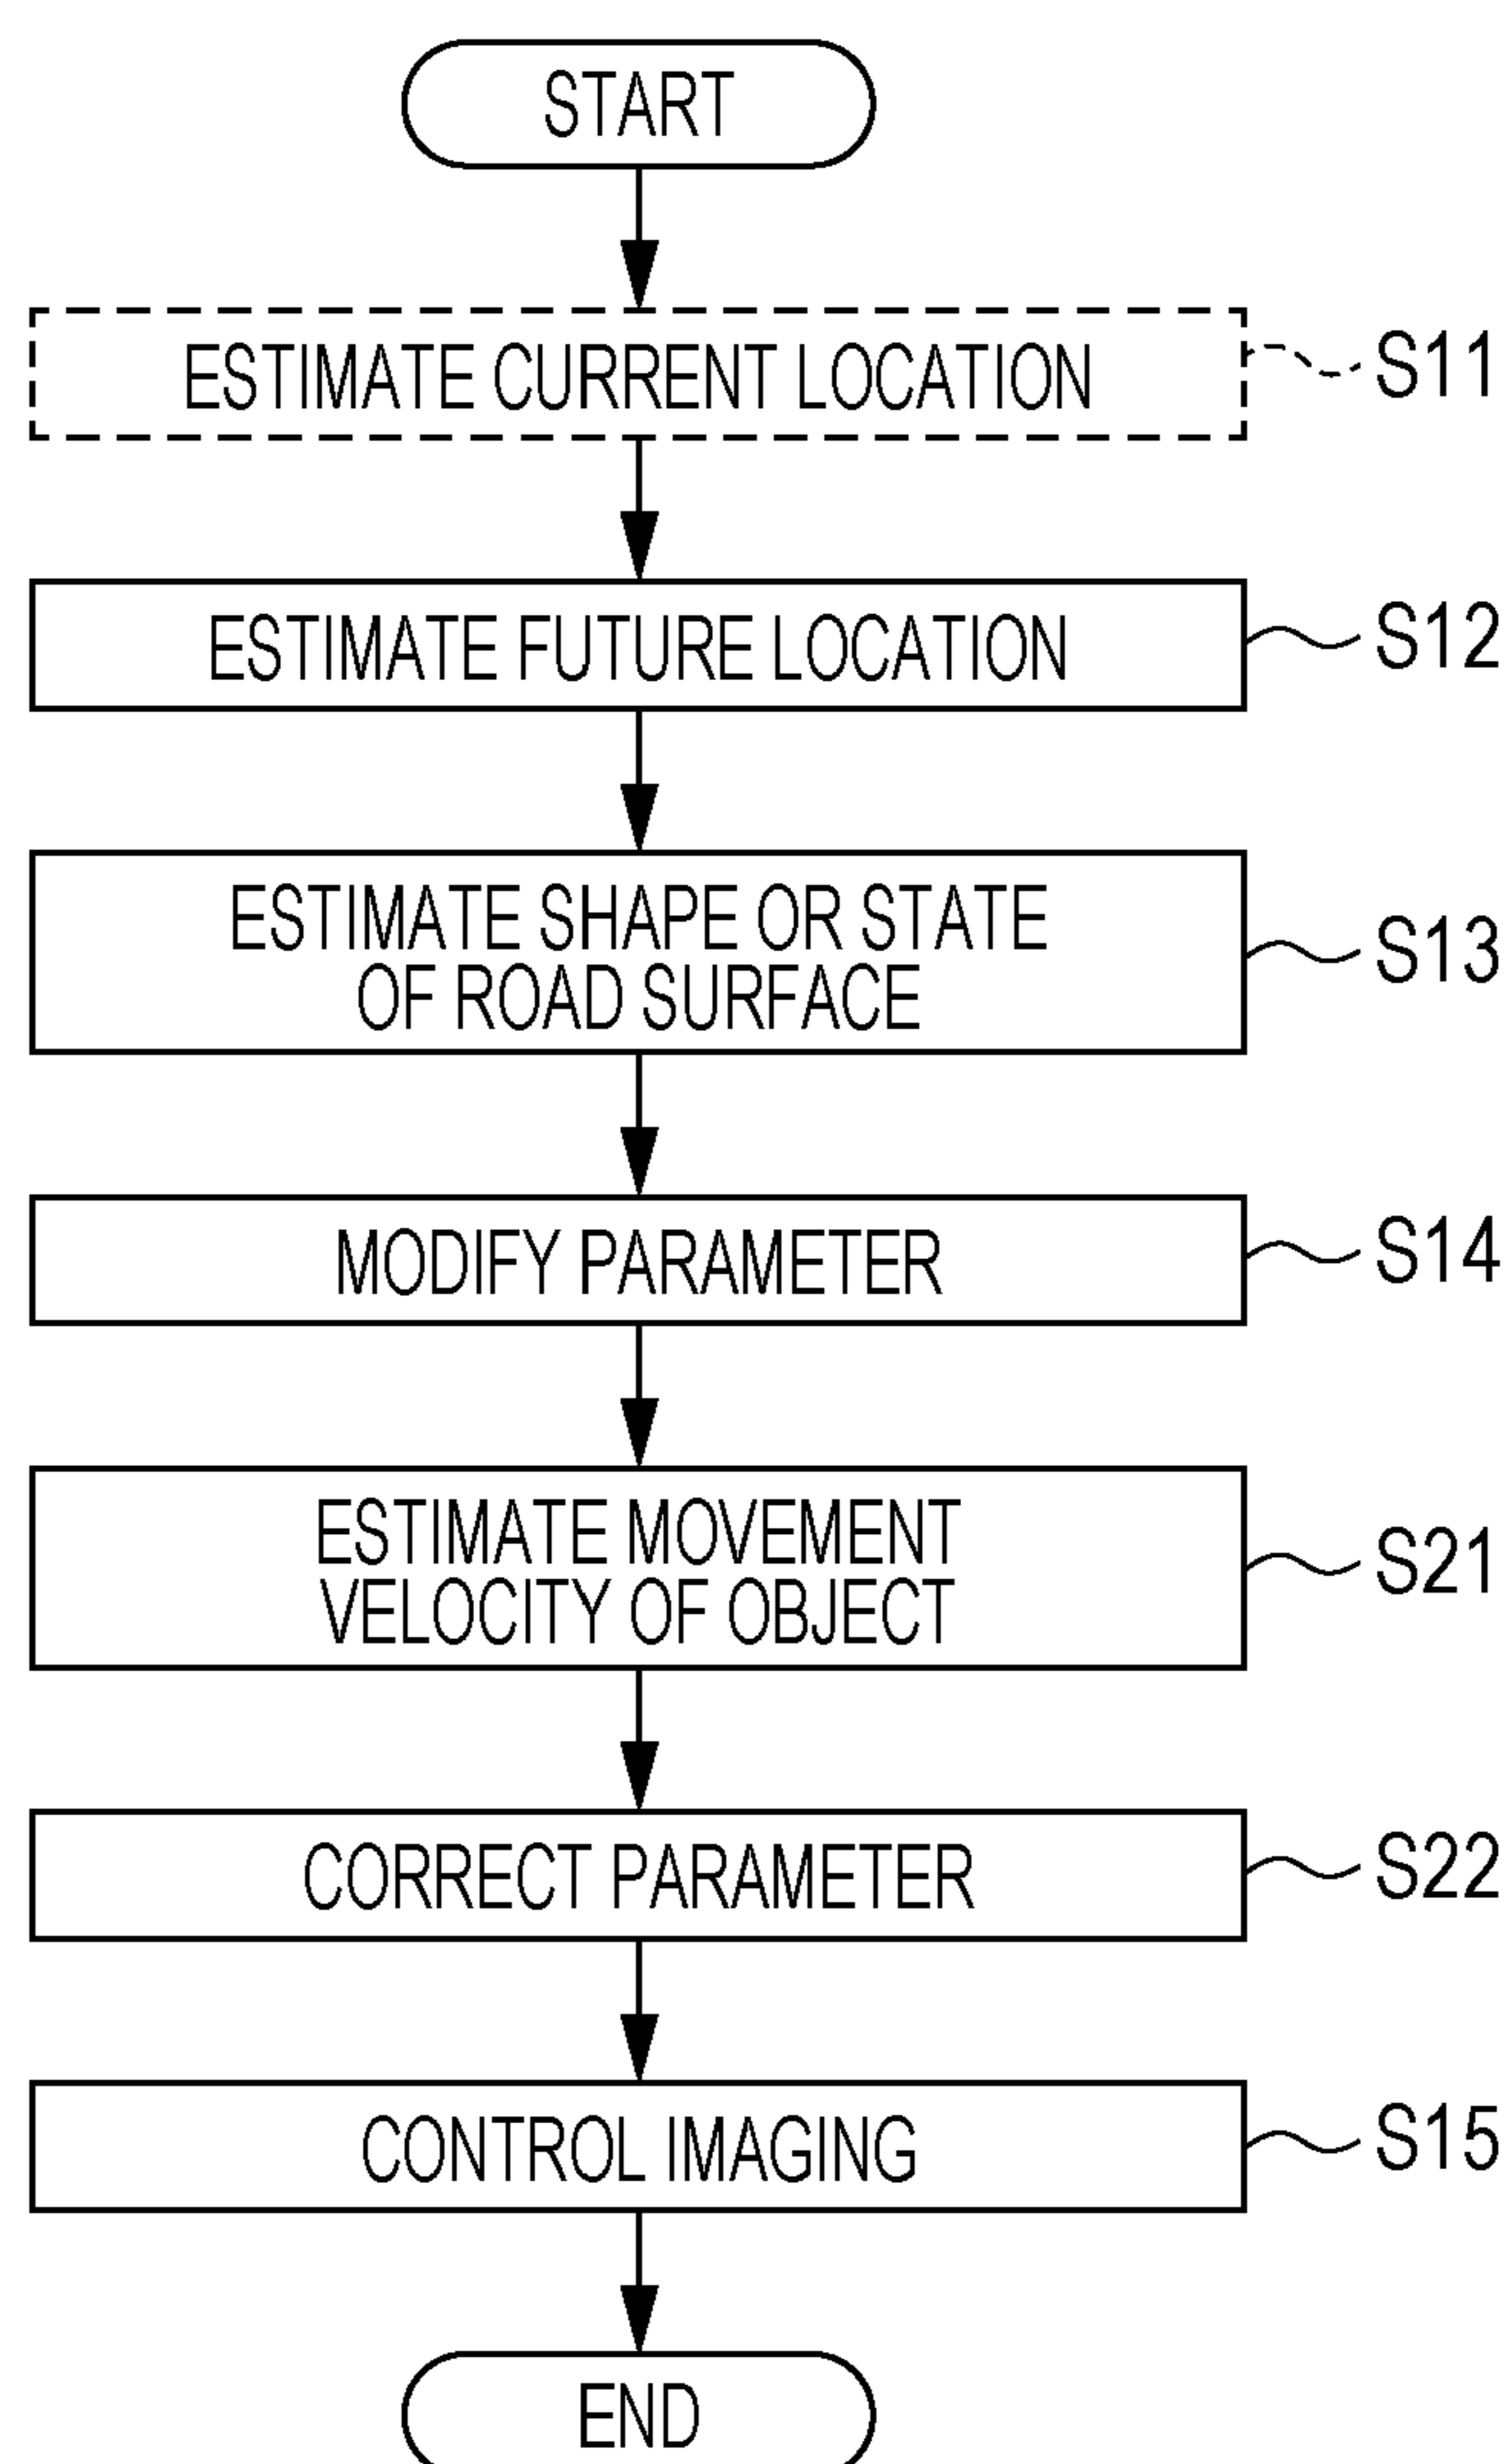 START
ESTIMATE CURRENT LOCATION
S11
ESTIMATE FUTURE LOCATION
S12
ESTIMATE SHAPE OR STATE
OF ROAD SURFACE
S13
MODIFY PARAMETER
S14
ESTIMATE MOVEMENT
VELOCITY OF OBJECT
S21
CORRECT PARAMETER
S22
CONTROL IMAGING
S15
END